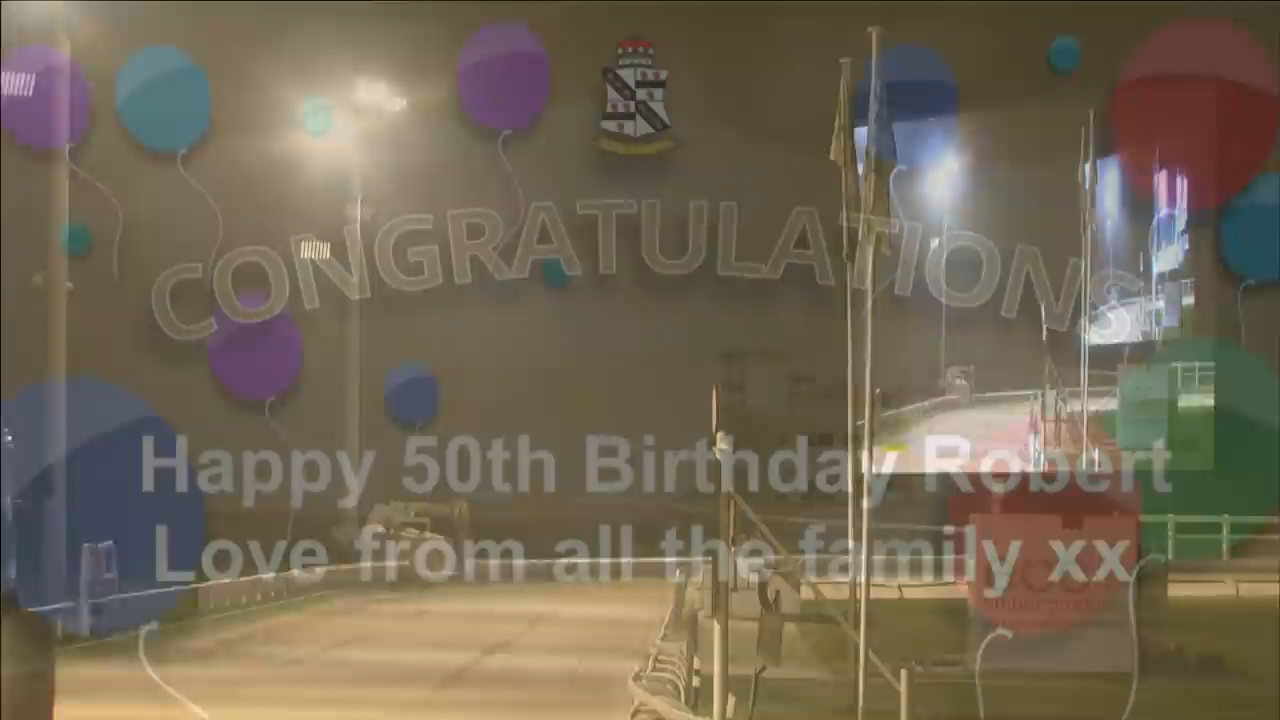 CONGRATULATIONS
Happy 50th Birthday Robert
Love from all the family xx